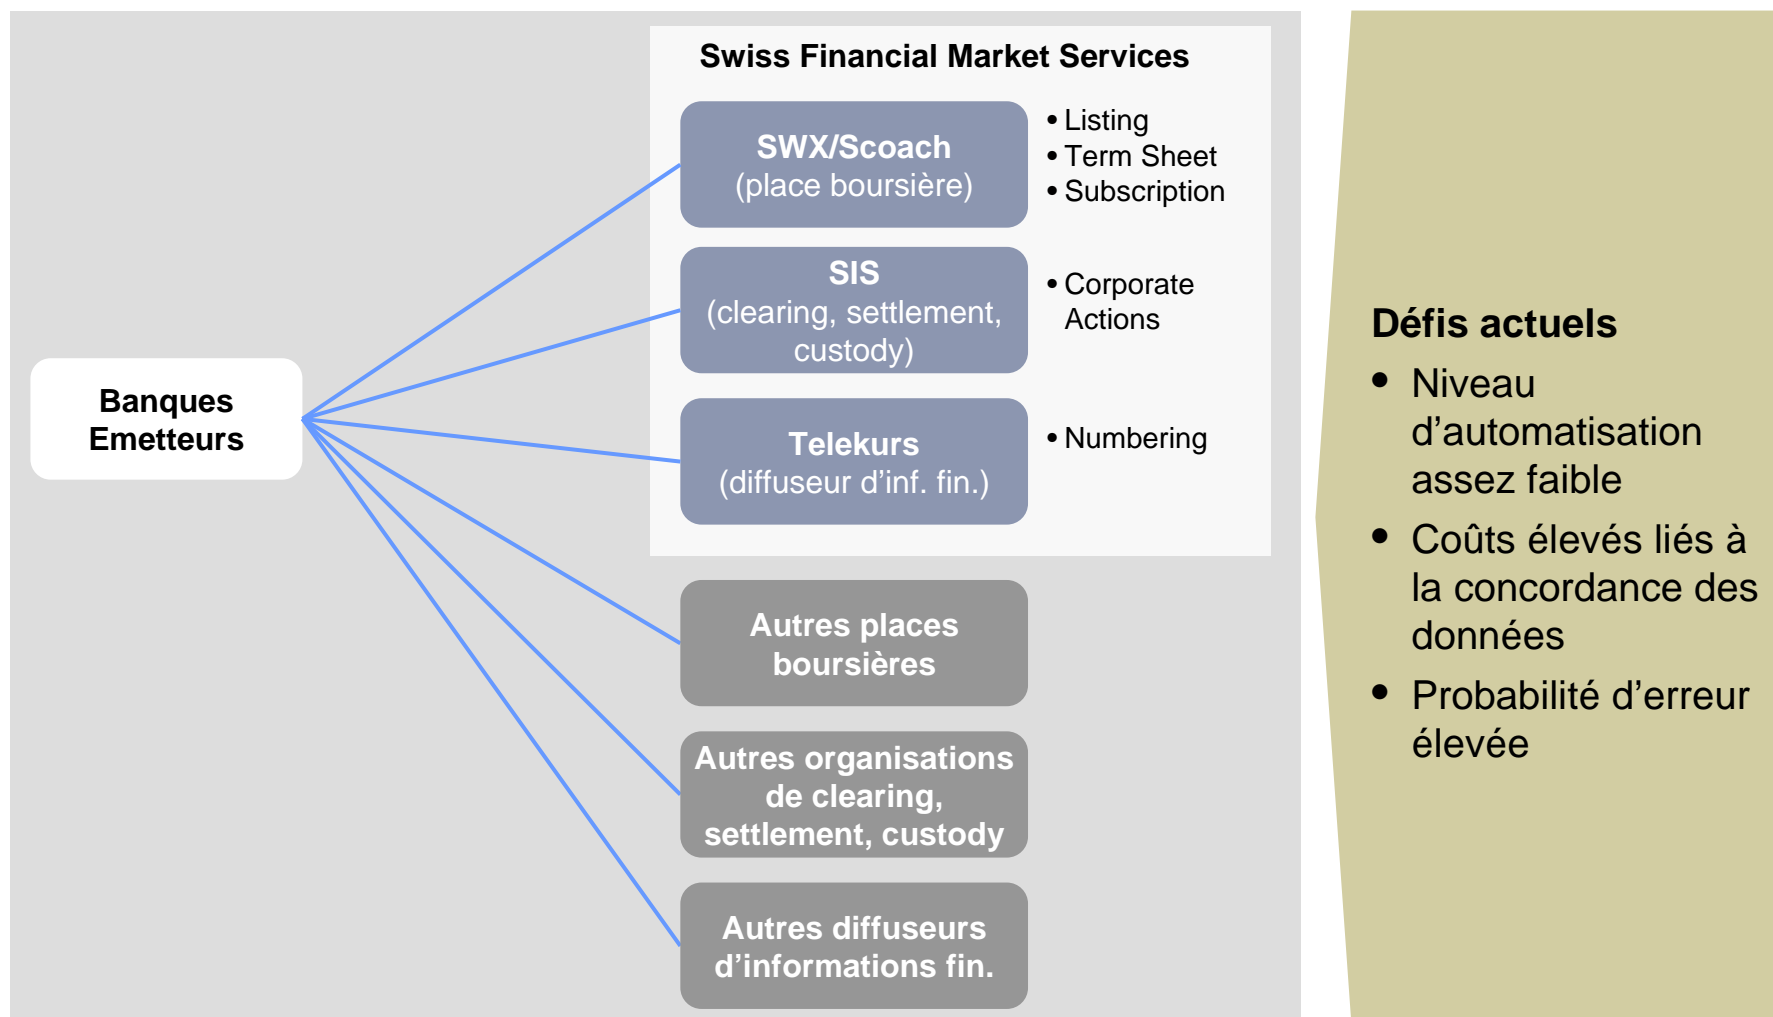 Swiss Financial Market Services
SWX/Scoach
(place boursière)
• Listing
• Term Sheet
• Subscription
SIS
(clearing, settlement,
custody)
• Corporate
Actions
Banques
Emetteurs
Telekurs
(diffuseur d’inf. fin.)
• Numbering
Autres places
boursières
Autres organisations
de clearing,
settlement, custody
Autres diffuseurs
d’informations fin.
Défis actuels
• Niveau
d’automatisation
assez faible
• Coûts élevés liés à
la concordance des
données
• Probabilité d’erreur
élevée